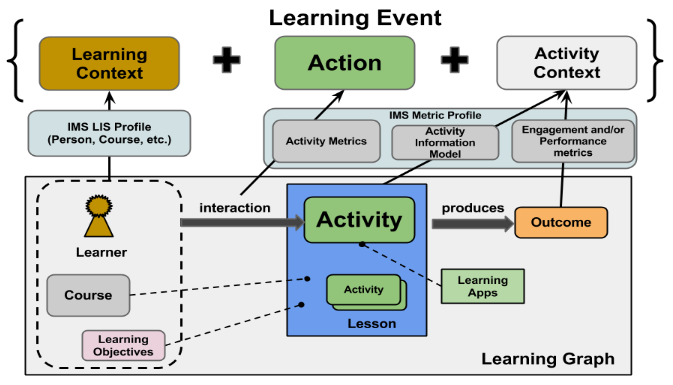 Learning Event
Learning
Context
Action
Activity
Context
IMS LIS Profile
(Person, Course, etc.)
IMS Metric Profile
Activity Metrics
Activity
Information
Model
Engagement and/or
Performance
metrics
Learner
interaction
Activity
produces
Outcome
Course
Activity
Learning
Apps
Lesson
Learning
Objectives
Learning Graph